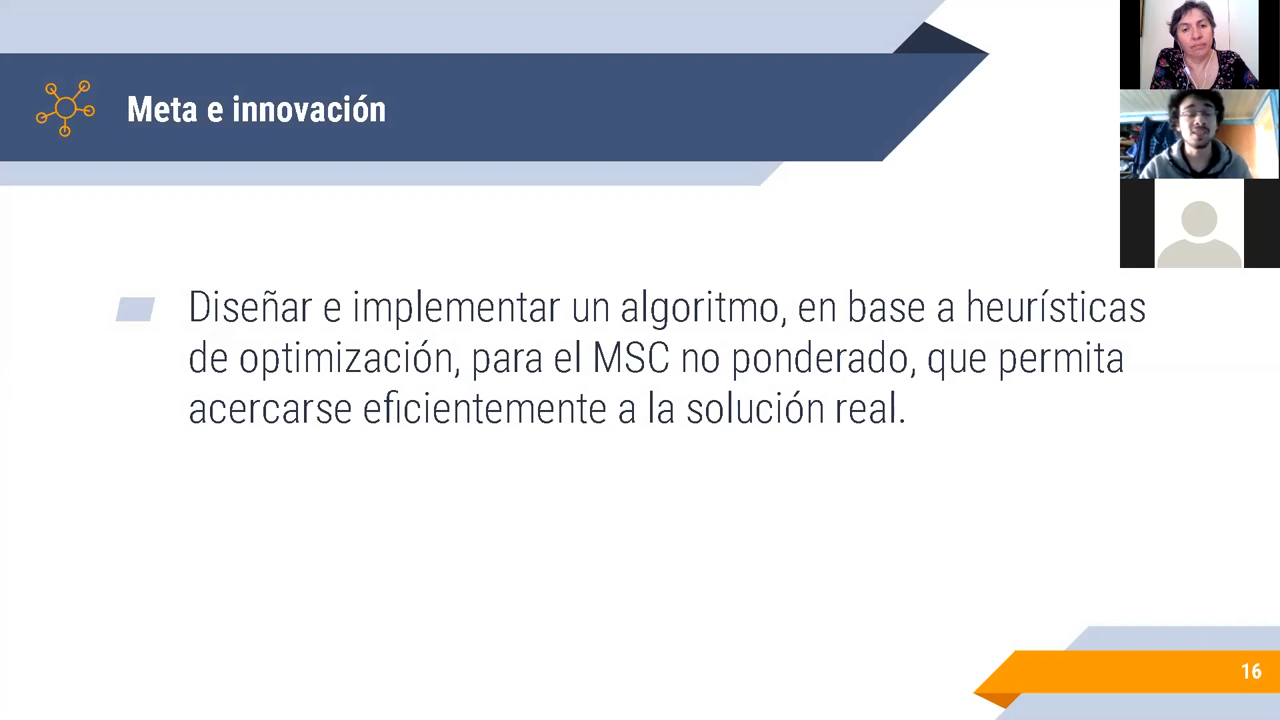 Meta e innovación
Diseñar e implementar un algoritmo, en base a heurísticas
de optimización, para el MSC no ponderado, que permita
acercarse eficientemente a la solución real.
16